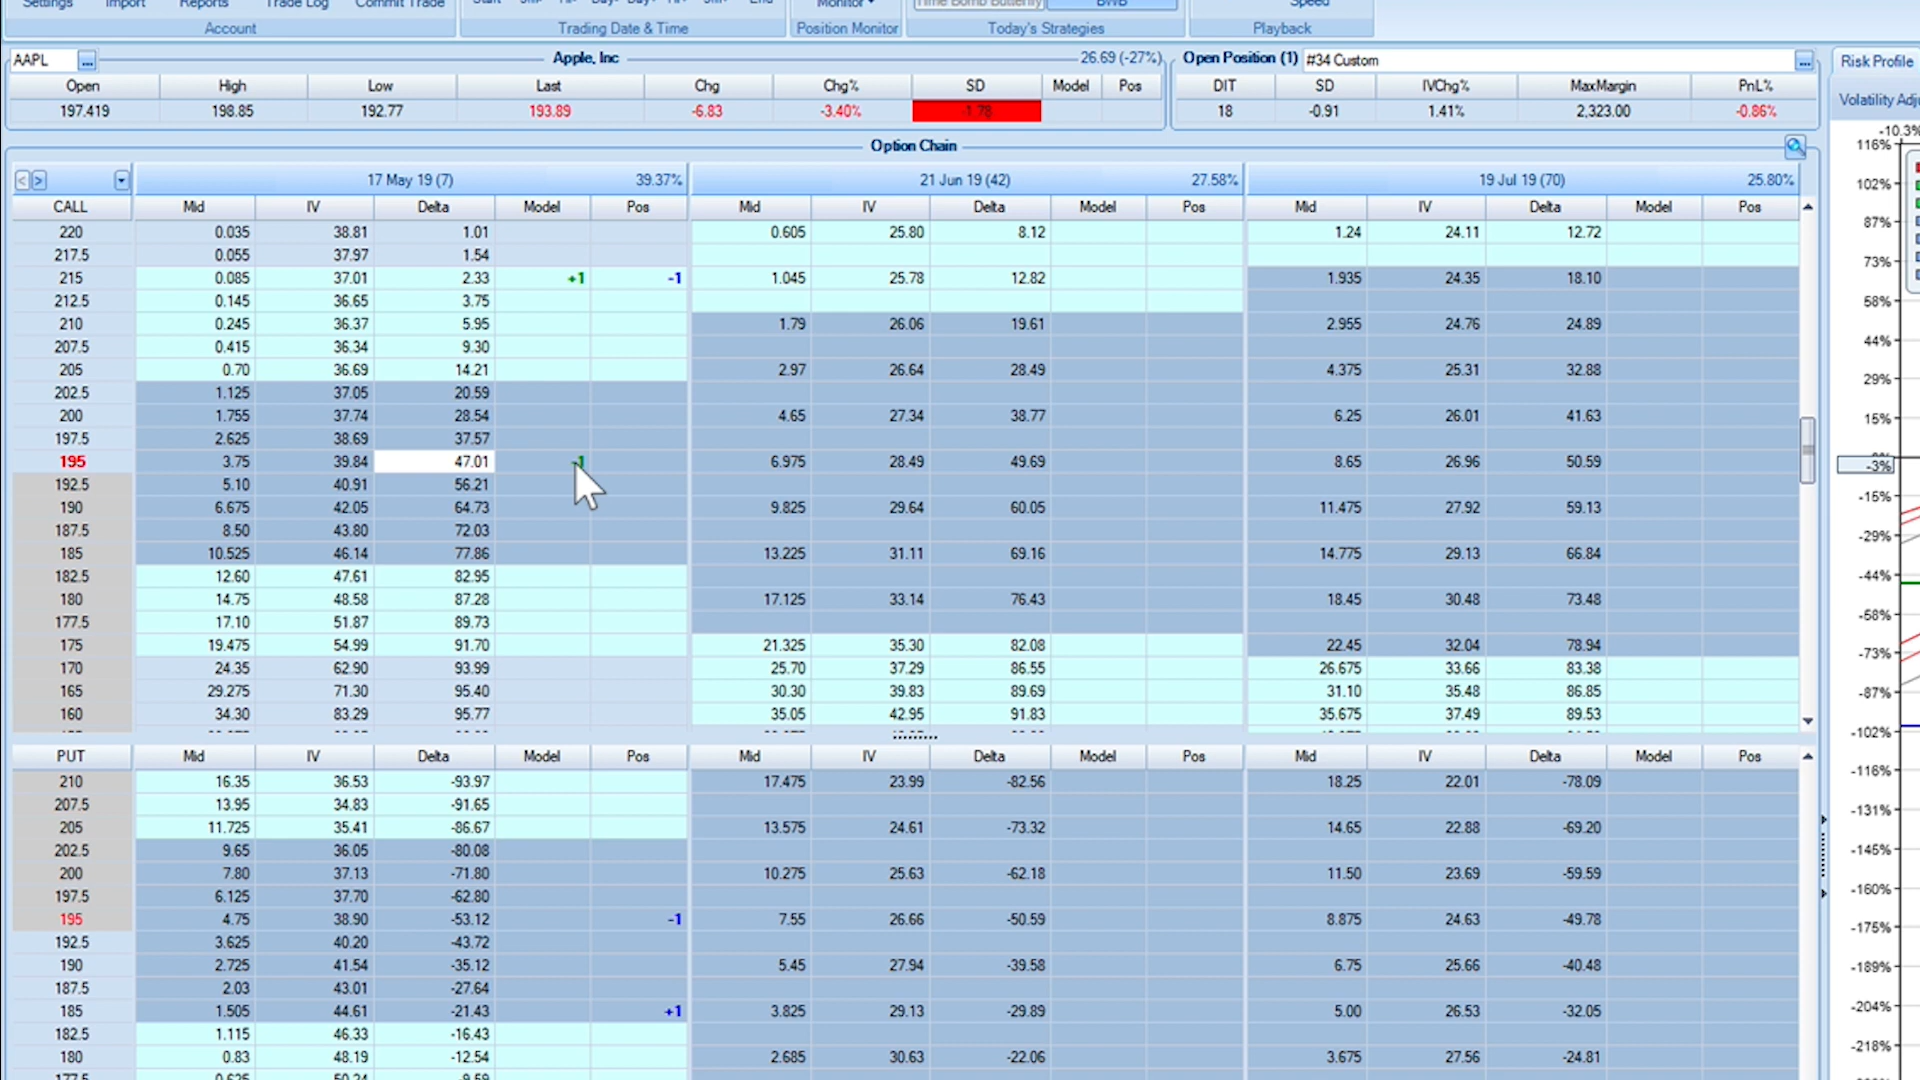 Settings Import Reports Trade Log Commit Trade Start End Monitor Time Bomb Butterfly BWB Speed
Account Trading Date & Time Position Monitor Today's Strategies Playback
AAPL ... Apple, Inc 26.69 (-27%) Open Position (1) #34 Custom ... Risk Profile
Open High Low Last Chg Chg% SD Model Pos DIT SD IVChg% MaxMargin PnL%
197.419 198.85 192.77 193.89 -6.83 -3.40% -1.78 18 -0.91 1.41% 2,323.00 -0.86%
Option Chain
< > 17 May 19 (7) 39.37% 21 Jun 19 (42) 27.58% 19 Jul 19 (70) 25.80%
CALL Mid IV Delta Model Pos Mid IV Delta Model Pos Mid IV Delta Model Pos
220 0.035 38.81 1.01 0.605 25.80 8.12 1.24 24.11 12.72
217.5 0.055 37.97 1.54
215 0.085 37.01 2.33 +1 -1 1.045 25.78 12.82 1.935 24.35 18.10
212.5 0.145 36.65 3.75
210 0.245 36.37 5.95 1.79 26.06 19.61 2.955 24.76 24.89
207.5 0.415 36.34 9.30
205 0.70 36.69 14.21 2.97 26.64 28.49 4.375 25.31 32.88
202.5 1.125 37.05 20.59
200 1.755 37.74 28.54 4.65 27.34 38.77 6.25 26.01 41.63
197.5 2.625 38.69 37.57
195 3.75 39.84 47.01 -1 6.975 28.49 49.69 8.65 26.96 50.59
192.5 5.10 40.91 56.21
190 6.675 42.05 64.73 9.825 29.64 60.05 11.475 27.92 59.13
187.5 8.50 43.80 72.03
185 10.525 46.14 77.86 13.225 31.11 69.16 14.775 29.13 66.84
182.5 12.60 47.61 82.95
180 14.75 48.58 87.28 17.125 33.14 76.43 18.45 30.48 73.48
177.5 17.10 51.87 89.73
175 19.475 54.99 91.70 21.325 35.30 82.08 22.45 32.04 78.94
170 24.35 62.90 93.99 25.70 37.29 86.55 26.675 33.66 83.38
165 29.275 71.30 95.40 30.30 39.83 89.69 31.10 35.48 86.85
160 34.30 83.29 95.77 35.05 42.95 91.83 35.675 37.49 89.53
PUT Mid IV Delta Model Pos Mid IV Delta Model Pos Mid IV Delta Model Pos
210 16.35 36.53 -93.97 17.475 23.99 -82.56 18.25 22.01 -78.09
207.5 13.95 34.83 -91.65
205 11.725 35.41 -86.67 13.575 24.61 -73.32 14.65 22.88 -69.20
202.5 9.65 36.05 -80.08
200 7.80 37.13 -71.80 10.275 25.63 -62.18 11.50 23.69 -59.59
197.5 6.125 37.70 -62.80
195 4.75 38.90 -53.12 -1 7.55 26.66 -50.59 8.875 24.63 -49.78
192.5 3.625 40.20 -43.72
190 2.725 41.54 -35.12 5.45 27.94 -39.58 6.75 25.66 -40.48
187.5 2.03 43.01 -27.64
185 1.505 44.61 -21.43 +1 3.825 29.13 -29.89 5.00 26.53 -32.05
182.5 1.115 46.33 -16.43
180 0.83 48.19 -12.54 2.685 30.63 -22.06 3.675 27.56 -24.81
177.5 0.625 50.24 -9.59
Volatility
-10.3%
116%
102%
87%
73%
58%
44%
29%
15%
-3%
-15%
-29%
-44%
-58%
-73%
-87%
-102%
-116%
-131%
-145%
-160%
-175%
-189%
-204%
-218%